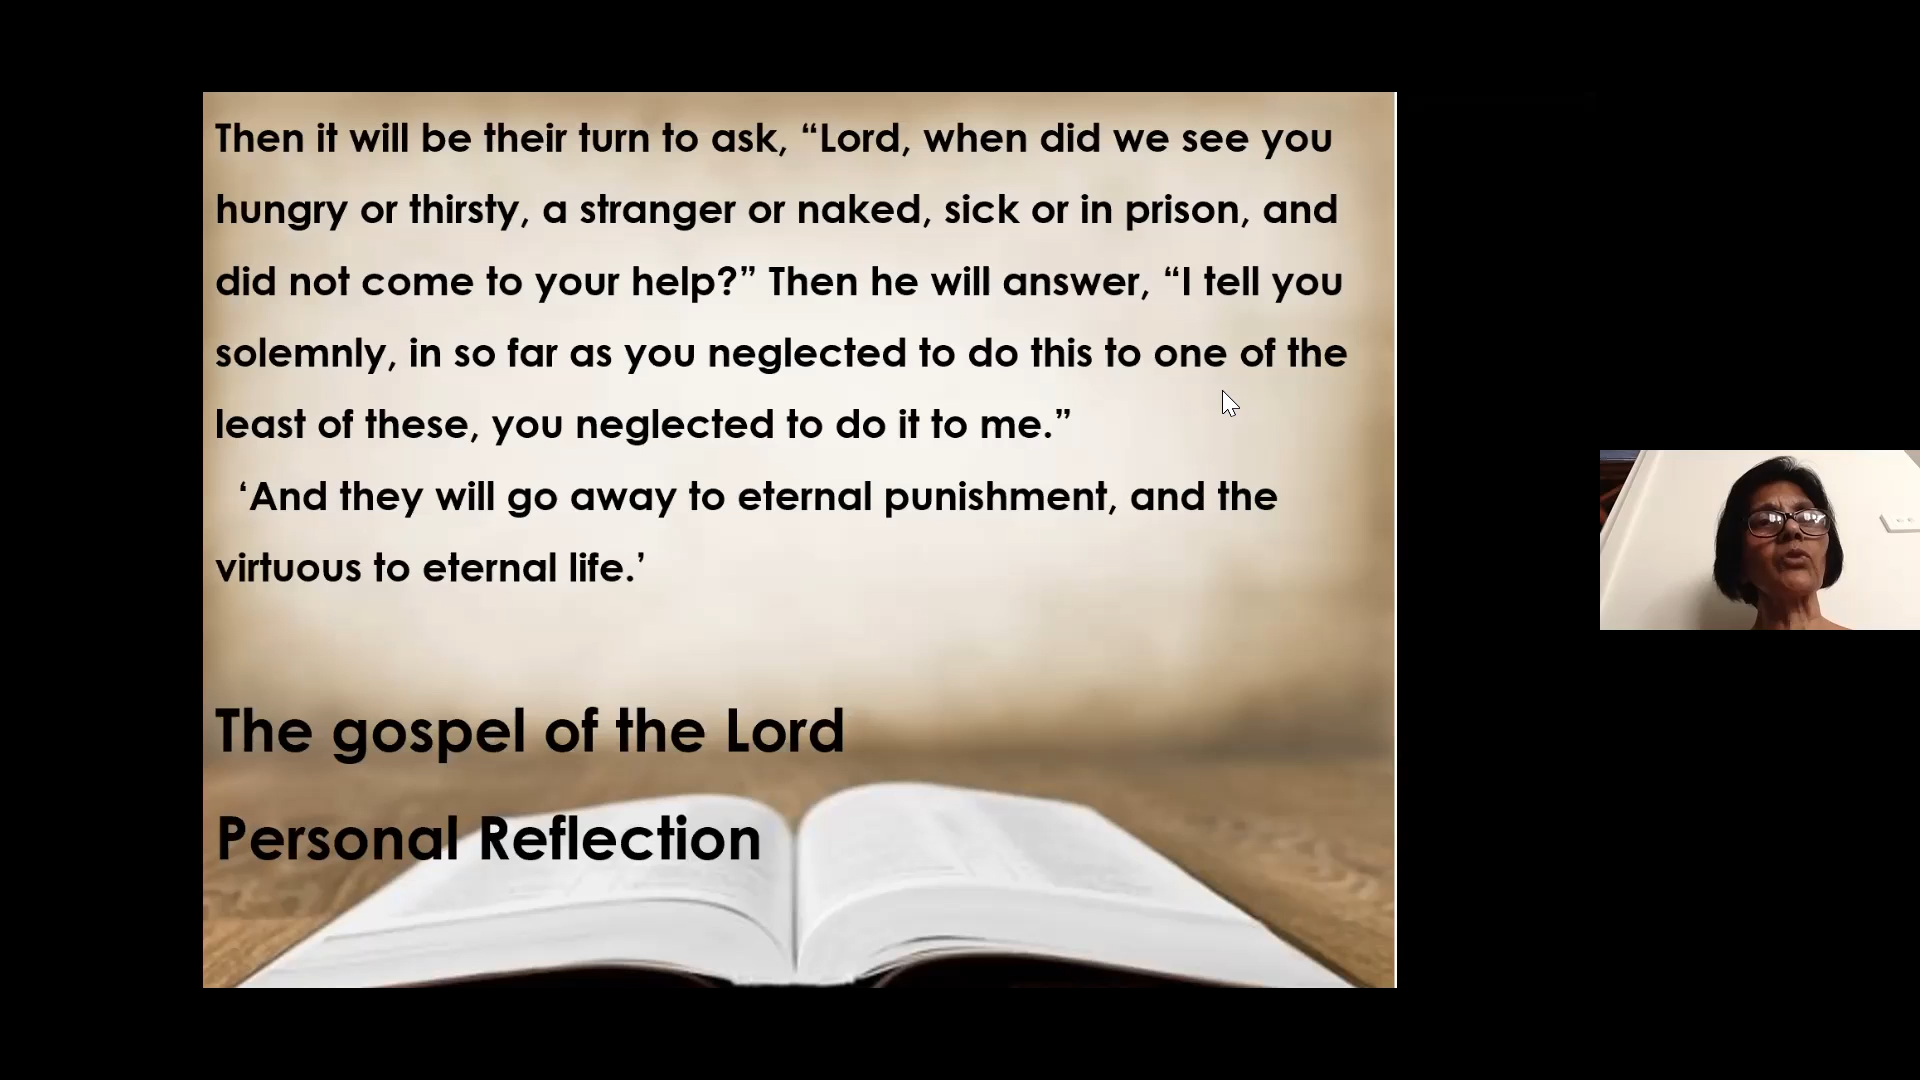 Then it will be their turn to ask, “Lord, when did we see you
hungry or thirsty, a stranger or naked, sick or in prison, and
did not come to your help?” Then he will answer, “I tell you
solemnly, in so far as you neglected to do this to one of the
least of these, you neglected to do it to me.”
‘And they will go away to eternal punishment, and the
virtuous to eternal life.’
The gospel of the Lord
Personal Reflection